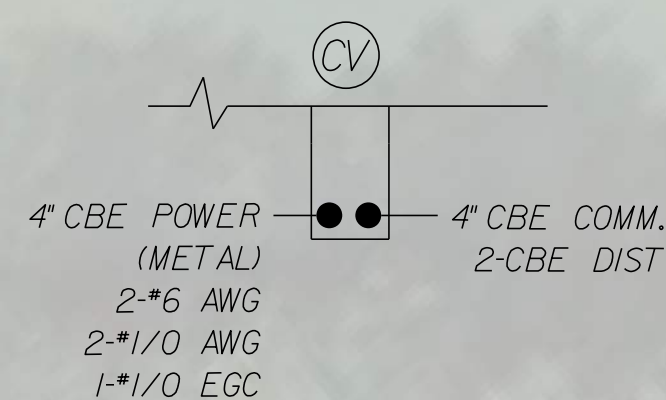 CV
4" CBE POWER
(METAL)
2-#6 AWG
2-#1/0 AWG
1-#1/0 EGC
4" CBE COMM.
2-CBE DIST